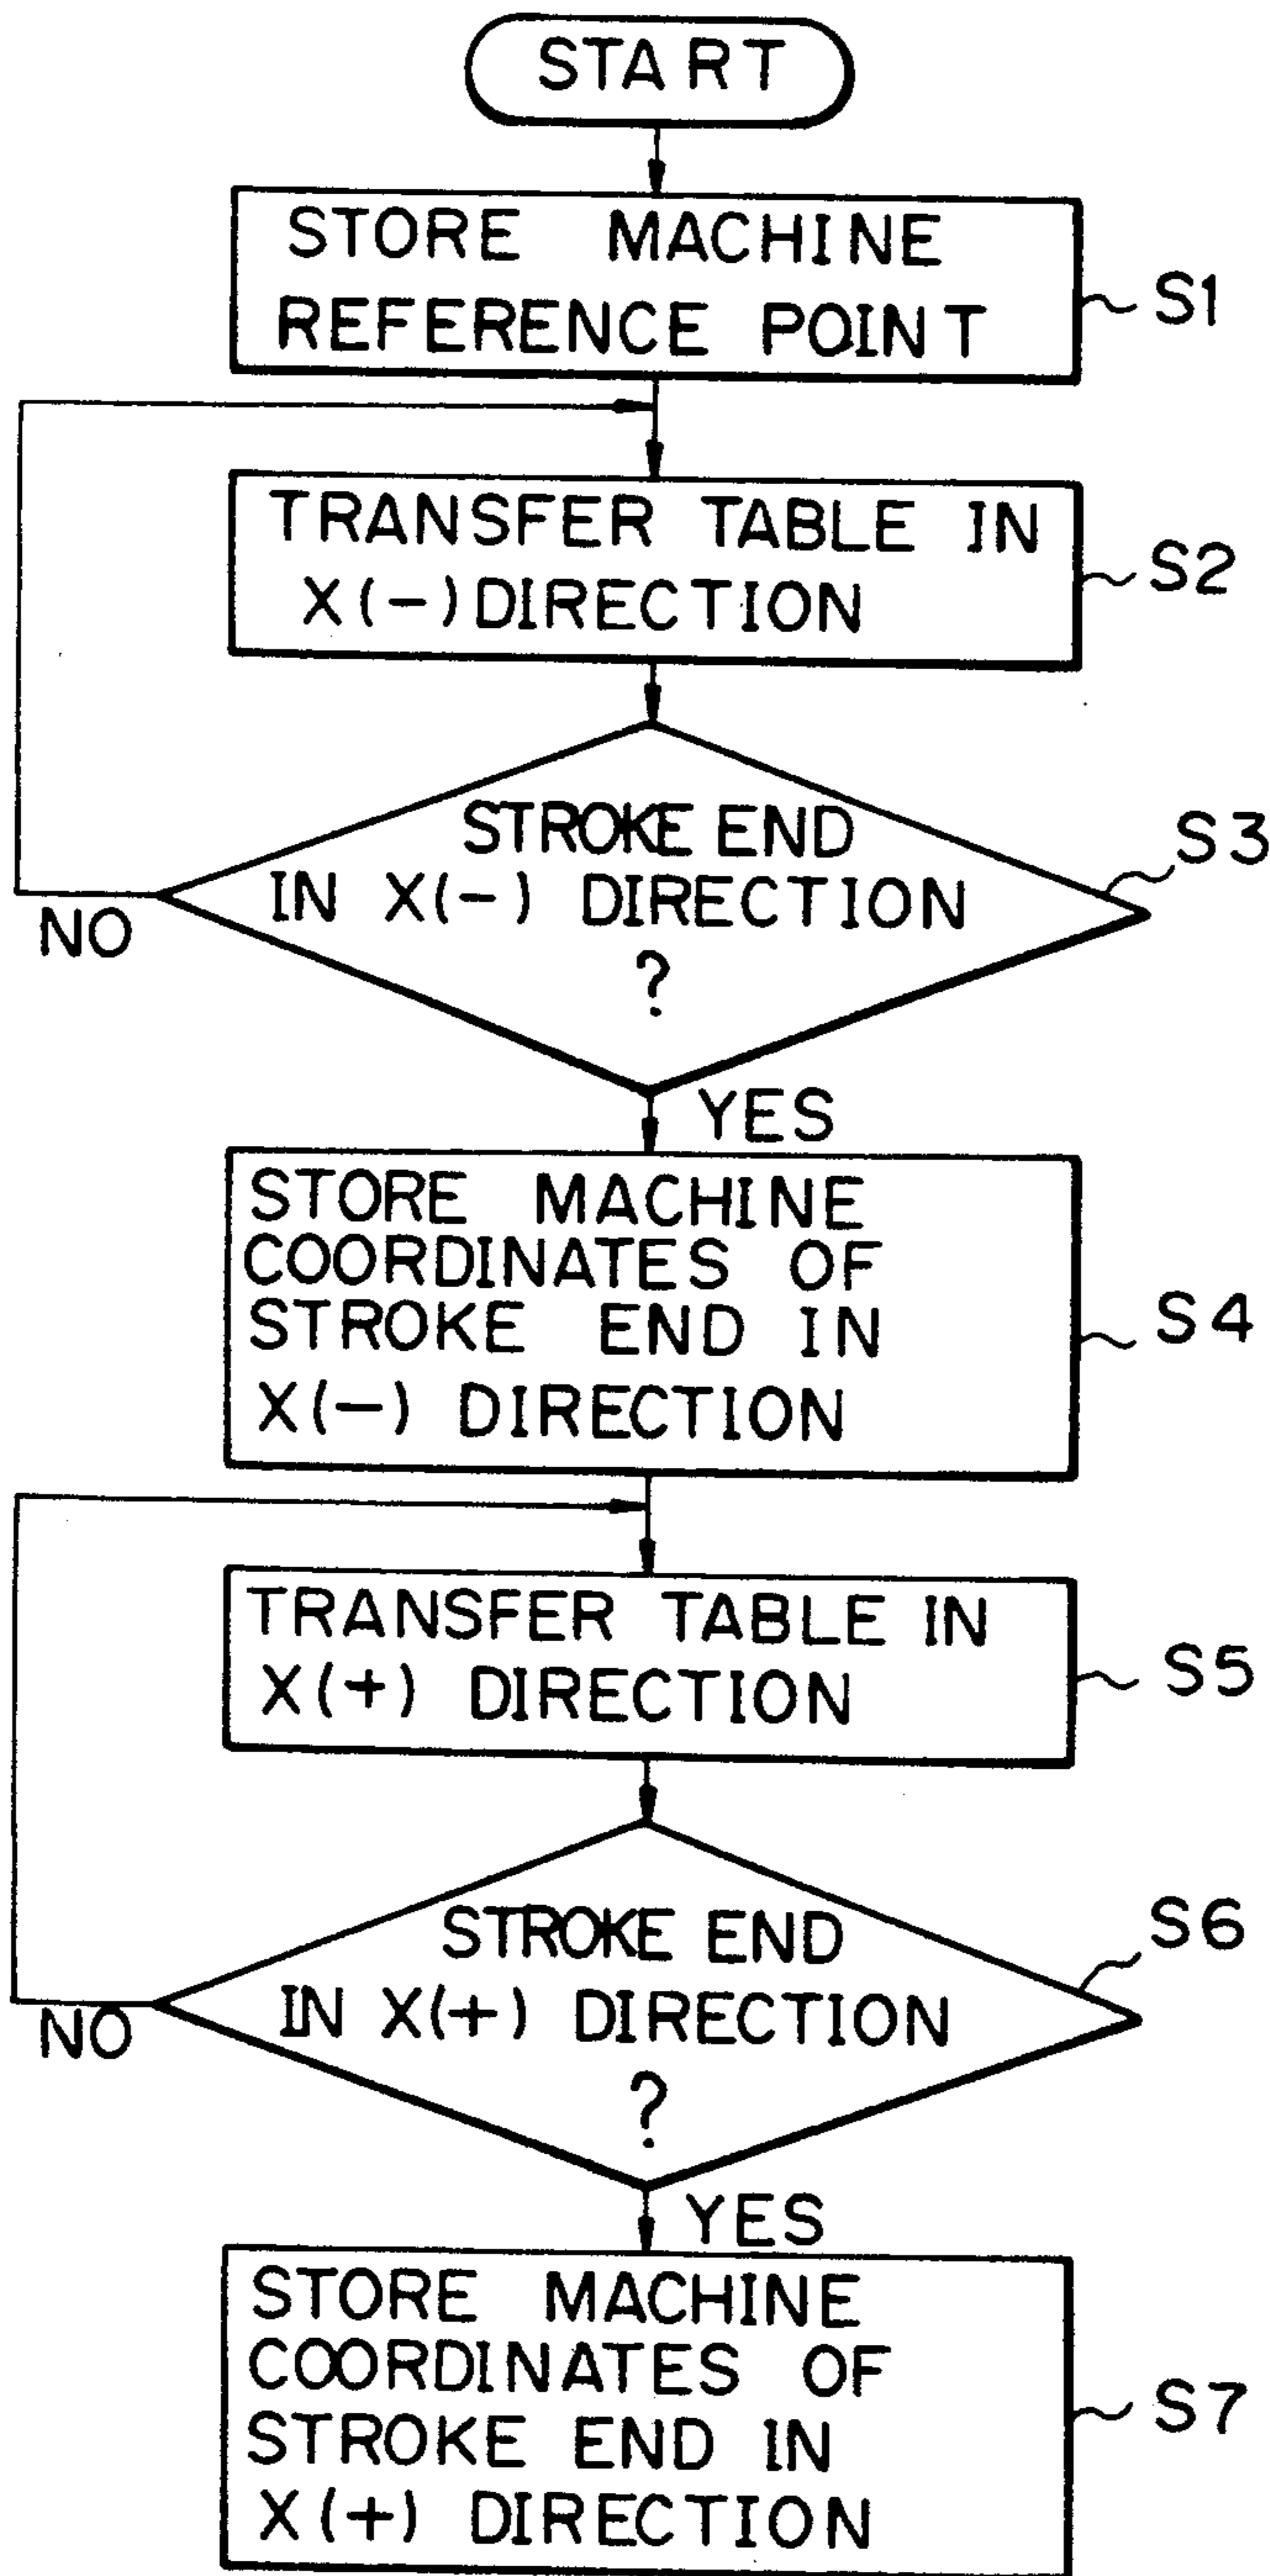 START
STORE MACHINE
REFERENCE POINT
S1
TRANSFER TABLE IN
X(-) DIRECTION
S2
STROKE END
IN X(-) DIRECTION
?
S3
NO
YES
STORE MACHINE
COORDINATES OF
STROKE END IN
X(-) DIRECTION
S4
TRANSFER TABLE IN
X(+) DIRECTION
S5
STROKE END
IN X(+) DIRECTION
?
S6
NO
YES
STORE MACHINE
COORDINATES OF
STROKE END IN
X(+) DIRECTION
S7